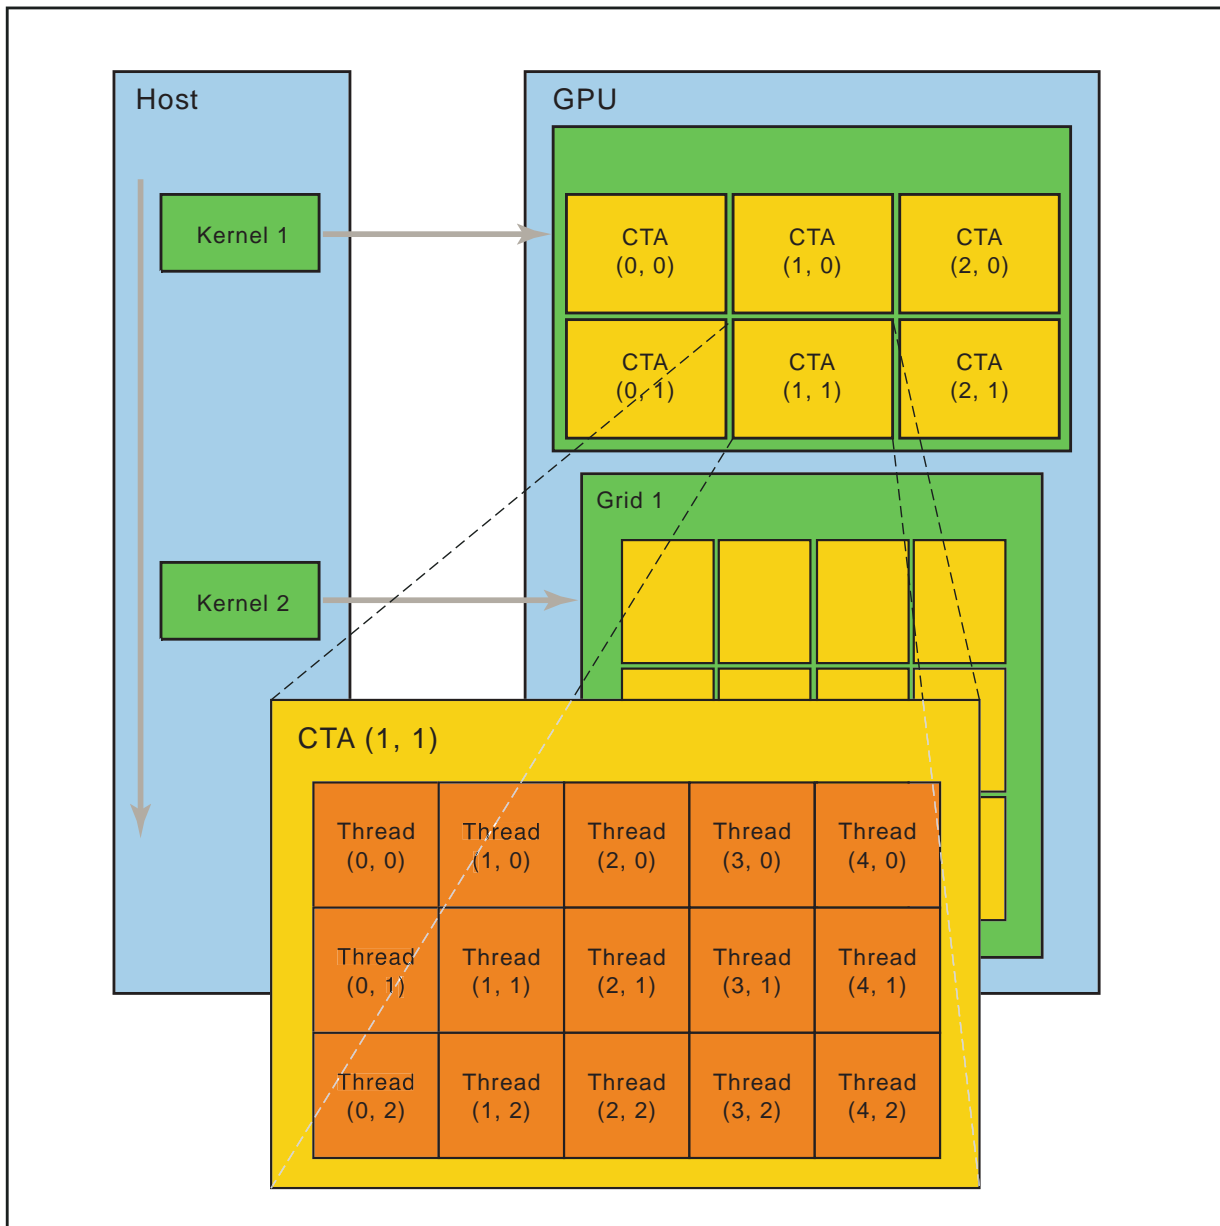 Host
GPU
Kernel 1
CTA
(0, 0)
CTA
(1, 0)
CTA
(2, 0)
CTA
(0, 1)
CTA
(1, 1)
CTA
(2, 1)
Grid 1
Kernel 2
CTA (1, 1)
Thread
(0, 0)
Thread
(1, 0)
Thread
(2, 0)
Thread
(3, 0)
Thread
(4, 0)
Thread
(0, 1)
Thread
(1, 1)
Thread
(2, 1)
Thread
(3, 1)
Thread
(4, 1)
Thread
(0, 2)
Thread
(1, 2)
Thread
(2, 2)
Thread
(3, 2)
Thread
(4, 2)